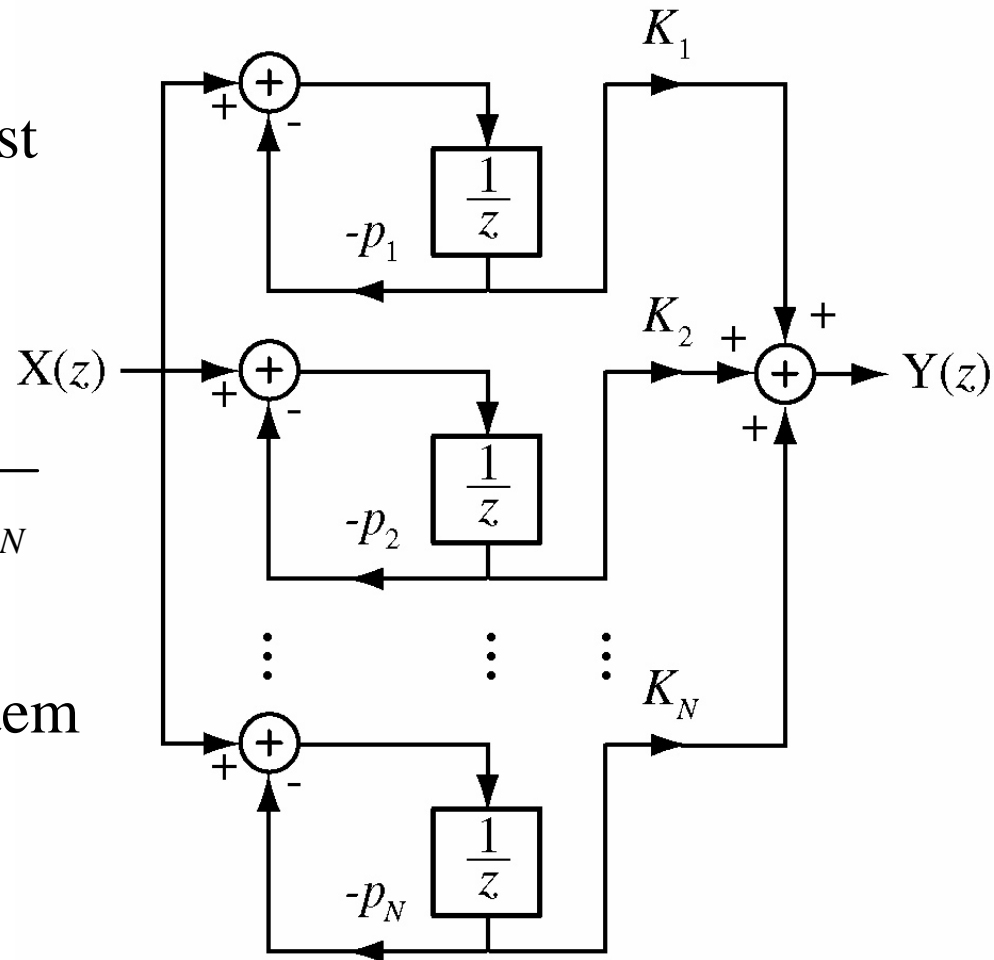 K₁
+
+ -
st
1
z
-p₁
K₂
+
+
X(z)
+
Y(z)
+
+ -
+
1
z
-p₂
N
⋮ ⋮ ⋮
K_N
em
+
+ -
1
z
-p_N